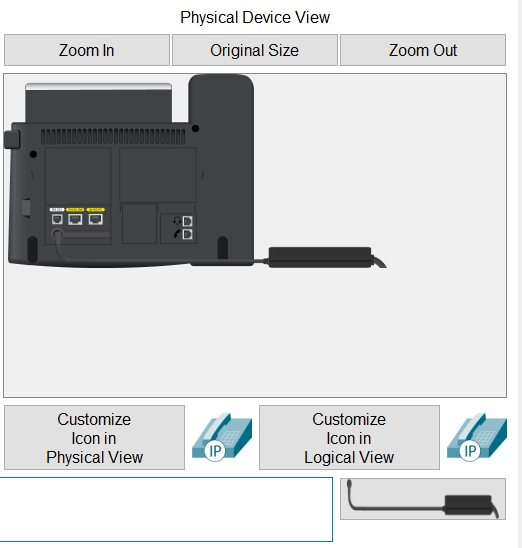 Physical Device View
Zoom In
Original Size
Zoom Out
Customize
Icon in
Physical View
IP
Customize
Icon in
Logical View
IP